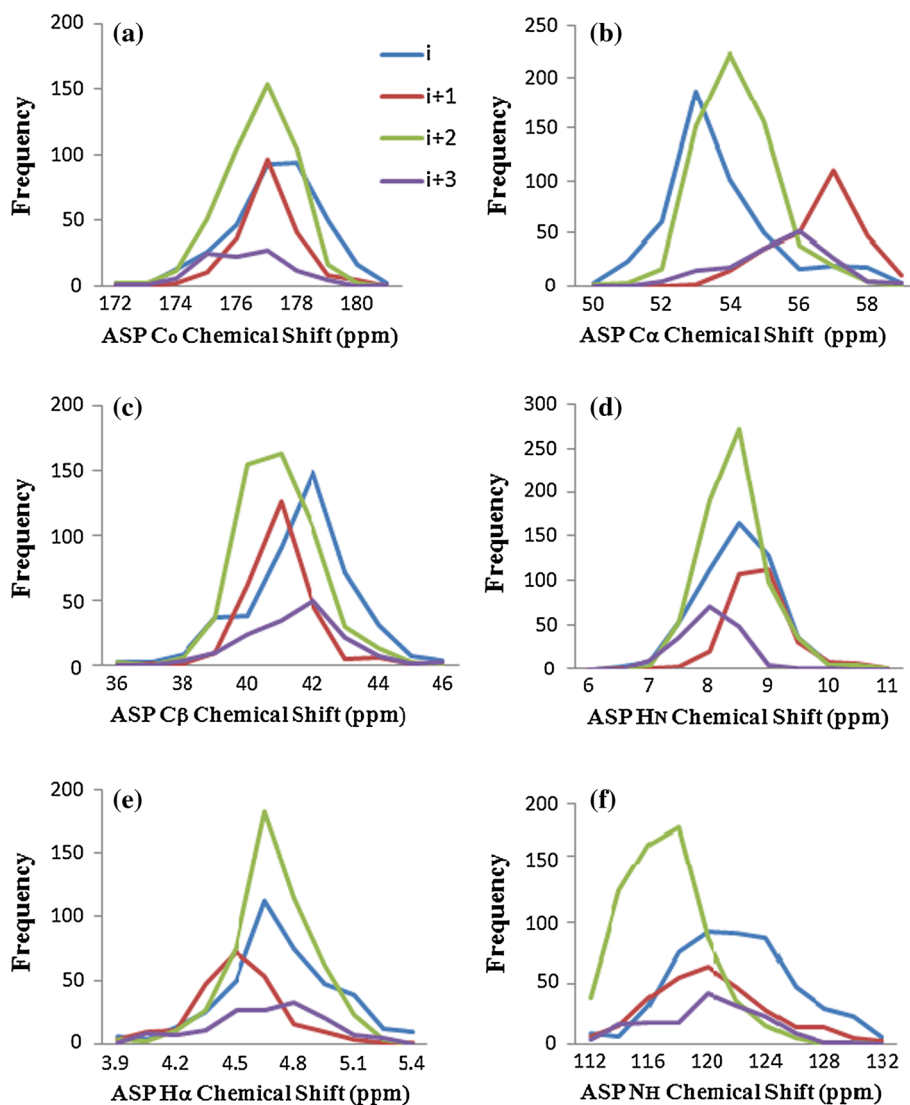 (a)
200
150
100
50
0
Frequency
172 174 176 178 180
ASP Co Chemical Shift (ppm)
i
i+1
i+2
i+3
(b)
250
200
150
100
50
0
Frequency
50 52 54 56 58
ASP Cα Chemical Shift (ppm)
(c)
200
150
100
50
0
Frequency
36 38 40 42 44 46
ASP Cβ Chemical Shift (ppm)
(d)
300
250
200
150
100
50
0
Frequency
6 7 8 9 10 11
ASP HN Chemical Shift (ppm)
(e)
200
150
100
50
0
Frequency
3.9 4.2 4.5 4.8 5.1 5.4
ASP Hα Chemical Shift (ppm)
(f)
200
150
100
50
0
Frequency
112 116 120 124 128 132
ASP NH Chemical Shift (ppm)